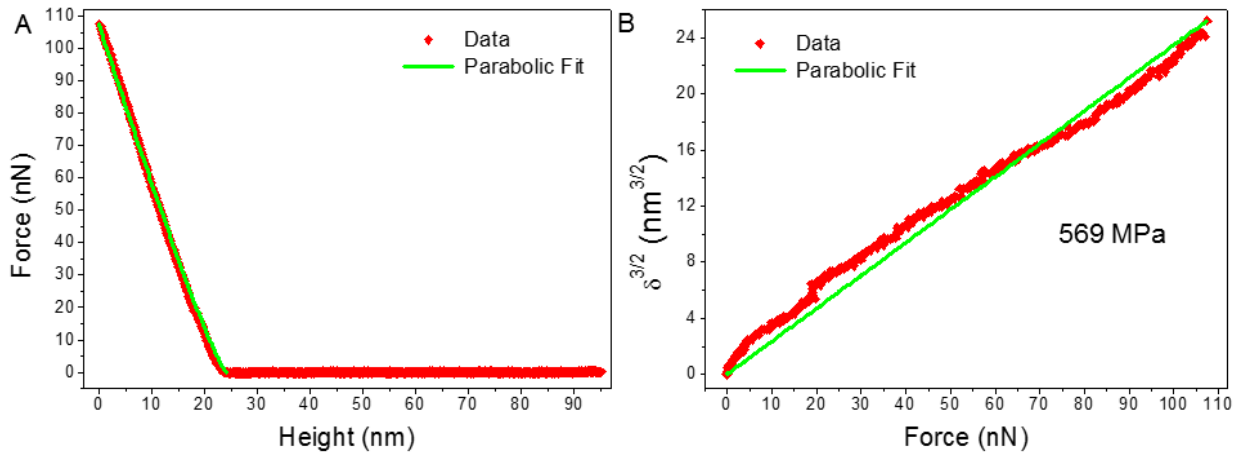 A
Force (nN)
110
100
90
80
70
60
50
40
30
20
10
0
Data
Parabolic Fit
0 10 20 30 40 50 60 70 80 90
Height (nm)
B
δ^3/2 (nm^3/2)
24
20
16
12
8
4
0
Data
Parabolic Fit
569 MPa
0 10 20 30 40 50 60 70 80 90 100 110
Force (nN)